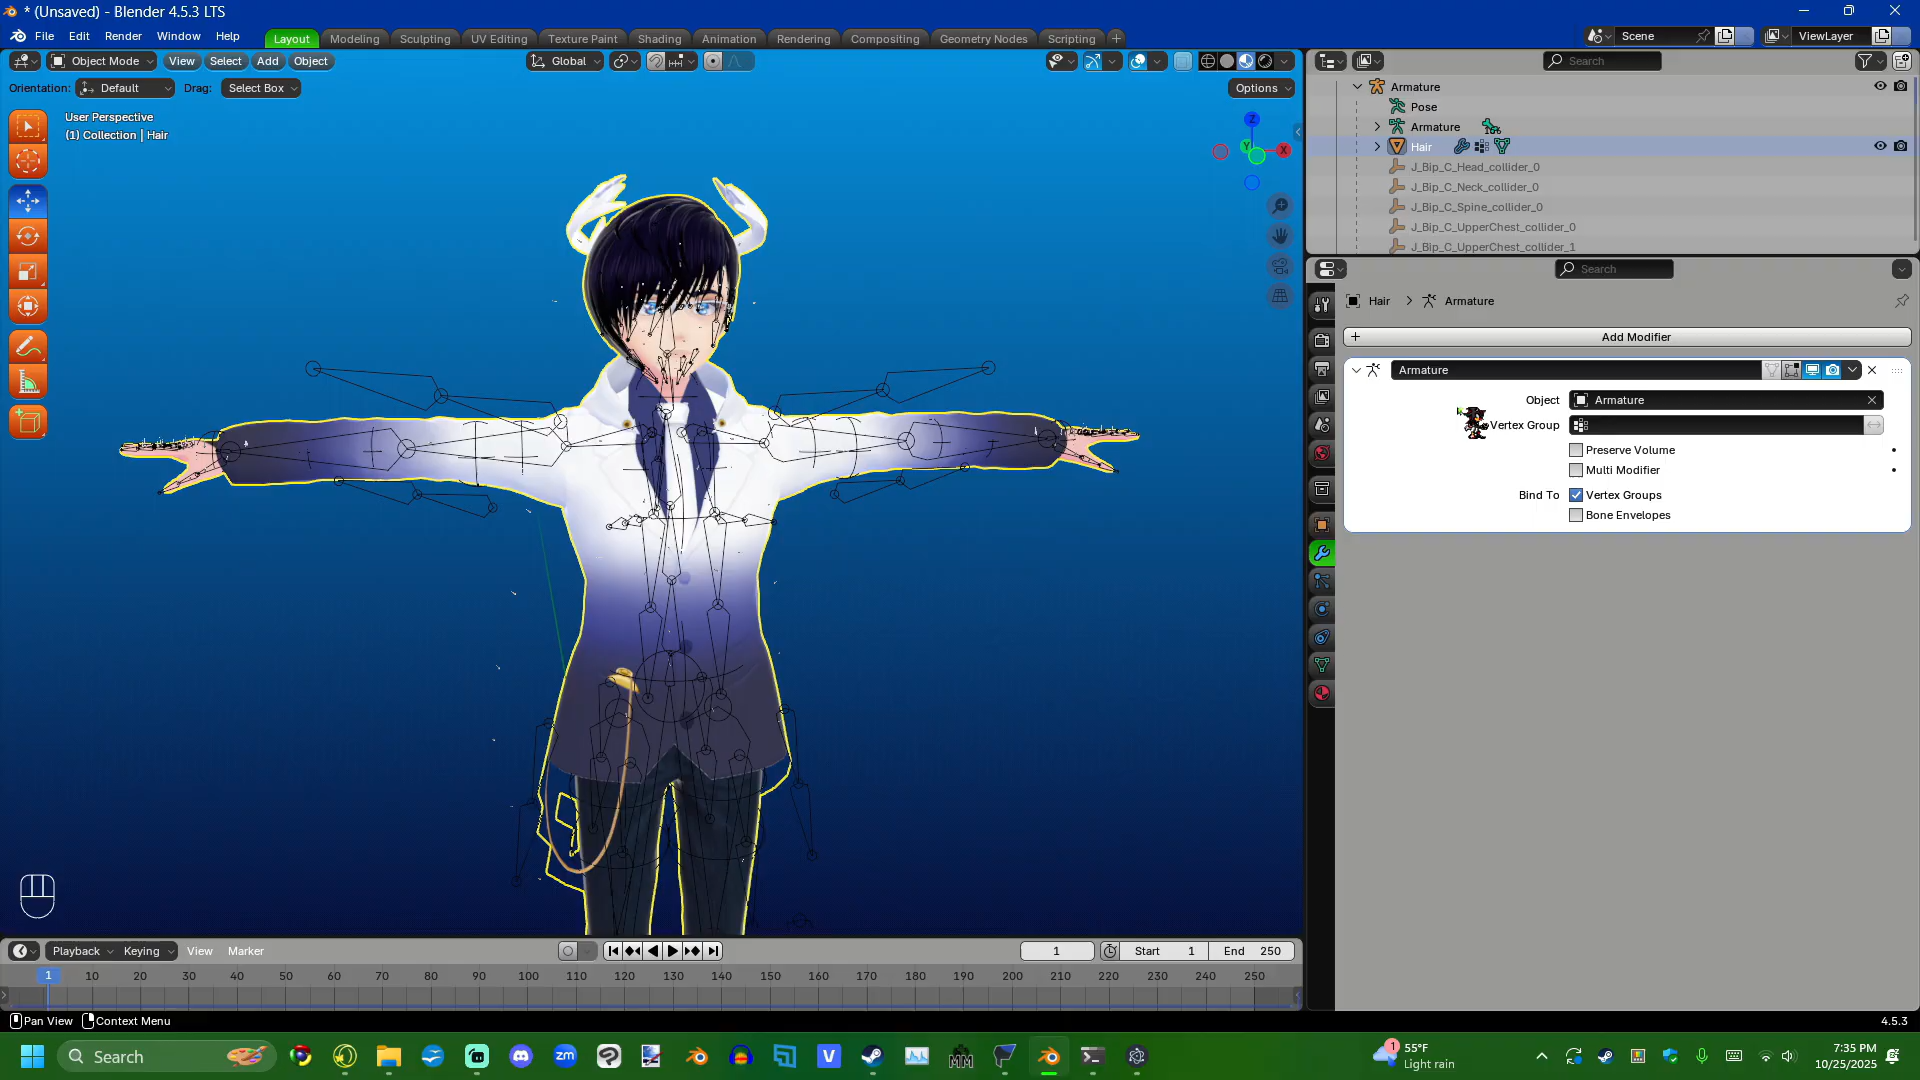 * (Unsaved) - Blender 4.5.3 LTS
File Edit Render Window Help
Layout Modeling Sculpting UV Editing Texture Paint Shading Animation Rendering Compositing Geometry Nodes Scripting
Scene
ViewLayer
Object Mode View Select Add Object
Global
Search
Orientation: Default Drag: Select Box
Options
User Perspective
(1) Collection | Hair
Z
X
Y
Armature
Pose
Armature
Hair
J_Bip_C_Head_collider_0
J_Bip_C_Neck_collider_0
J_Bip_C_Spine_collider_0
J_Bip_C_UpperChest_collider_0
J_Bip_C_UpperChest_collider_1
Search
Hair > Armature
Add Modifier
Armature
Object Armature
Vertex Group
Preserve Volume
Multi Modifier
Bind To Vertex Groups
Bone Envelopes
Playback Keying View Marker
1 Start 1 End 250
1 10 20 30 40 50 60 70 80 90 100 110 120 130 140 150 160 170 180 190 200 210 220 230 240 250
Pan View Context Menu
4.5.3
Search
zm
V
MM
1
55°F
Light rain
7:35 PM
10/25/2025